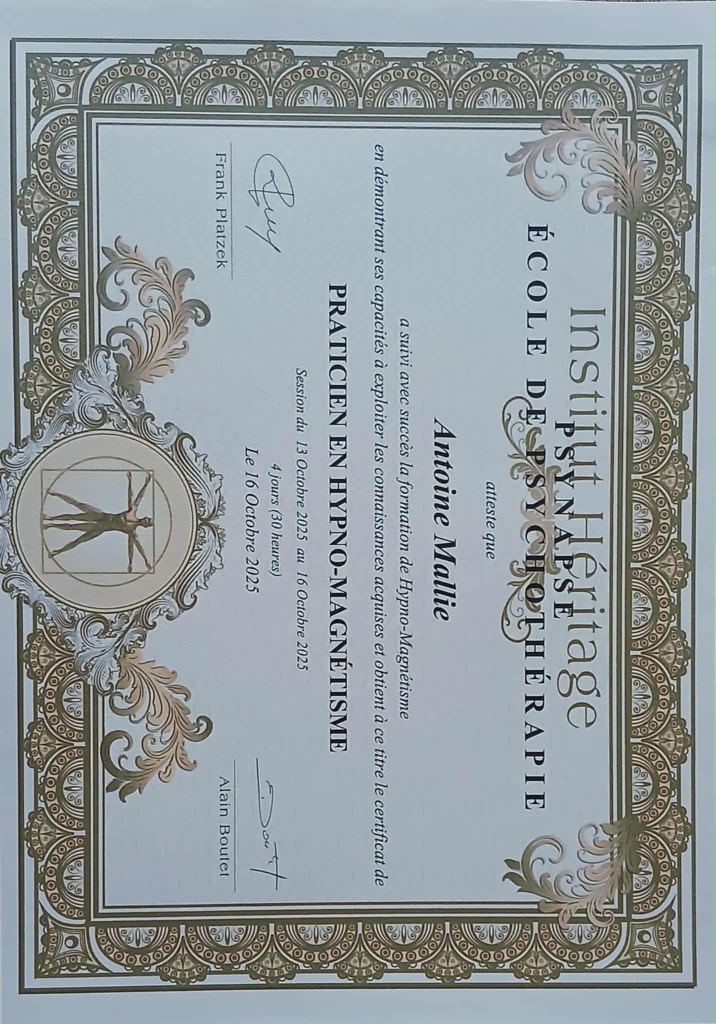 Institut Héritage
PSYNAPSE
ÉCOLE DE PSYCHOTHÉRAPIE
atteste que
Antoine Mallie
a suivi avec succès la formation de Hypno-Magnétisme
en démontrant ses capacités à exploiter les connaissances acquises et obtient à ce titre le certificat de
PRATICIEN EN HYPNO-MAGNÉTISME
Session du 13 Octobre 2025 au 16 Octobre 2025
4 jours (30 heures)
Le 16 Octobre 2025
Frank Platzek
Alain Boutet